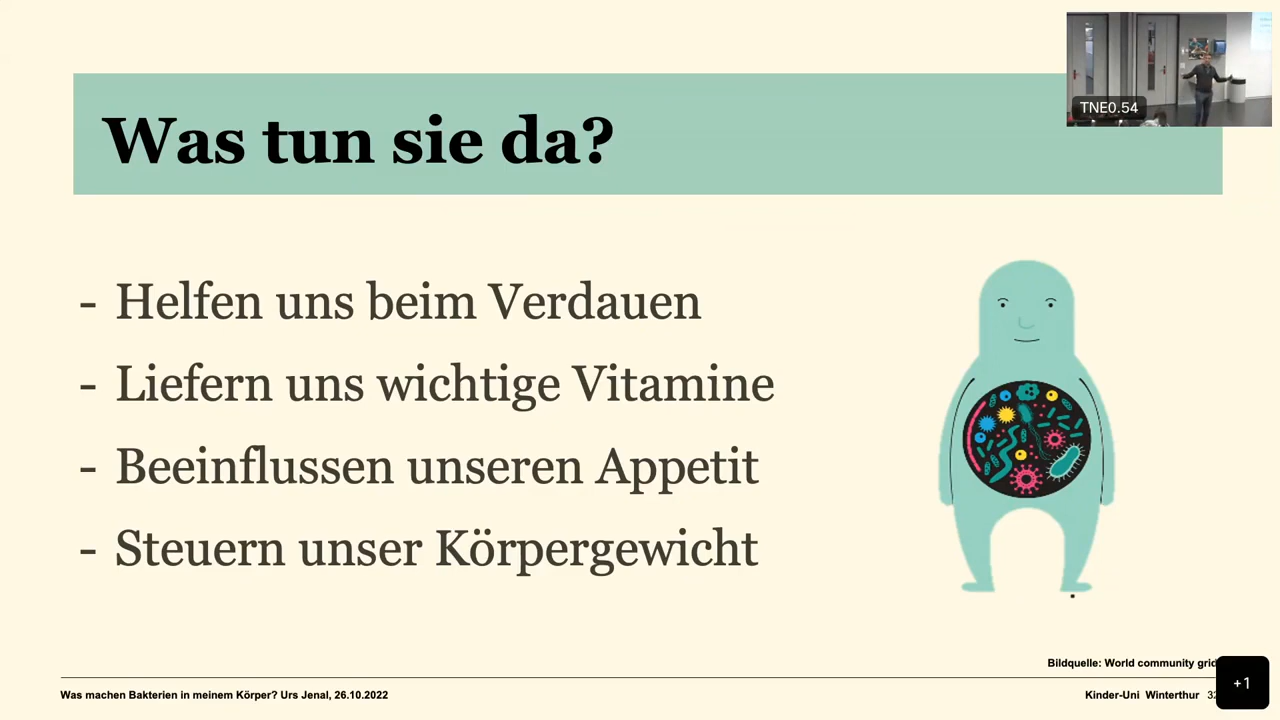 TNE0.54
Was tun sie da?
- Helfen uns beim Verdauen
- Liefern uns wichtige Vitamine
- Beeinflussen unseren Appetit
- Steuern unser Körpergewicht
Bildquelle: World community grid
Was machen Bakterien in meinem Körper? Urs Jenal, 26.10.2022
Kinder-Uni Winterthur 32
+1